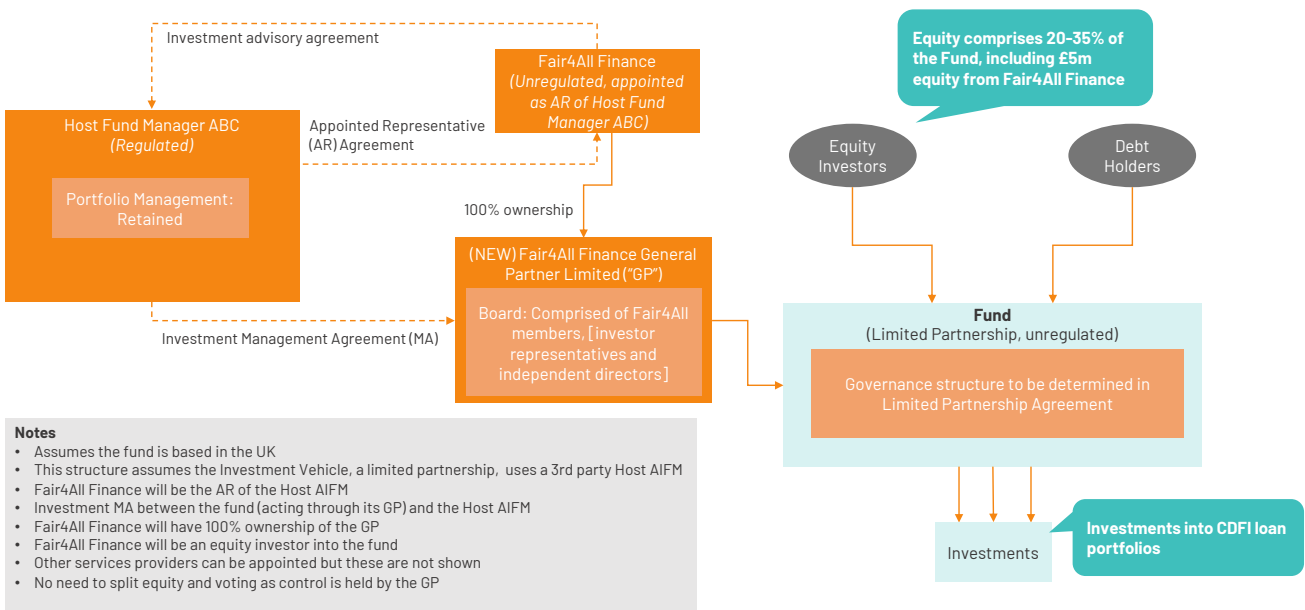 Investment advisory agreement
Fair4All Finance
(Unregulated, appointed
as AR of Host Fund
Manager ABC)
Host Fund Manager ABC
(Regulated)
Portfolio Management:
Retained
Appointed Representative
(AR) Agreement
100% ownership
(NEW) Fair4All Finance General
Partner Limited (“GP”)
Board: Comprised of Fair4All
members, [investor
representatives and
independent directors]
Investment Management Agreement (MA)
Equity comprises 20-35% of
the Fund, including £5m
equity from Fair4All Finance
Equity
Investors
Debt
Holders
Fund
(Limited Partnership, unregulated)
Governance structure to be determined in
Limited Partnership Agreement
Investments
Investments into CDFI loan
portfolios
Notes
• Assumes the fund is based in the UK
• This structure assumes the Investment Vehicle, a limited partnership, uses a 3rd party Host AIFM
• Fair4All Finance will be the AR of the Host AIFM
• Investment MA between the fund (acting through its GP) and the Host AIFM
• Fair4All Finance will have 100% ownership of the GP
• Fair4All Finance will be an equity investor into the fund
• Other services providers can be appointed but these are not shown
• No need to split equity and voting as control is held by the GP